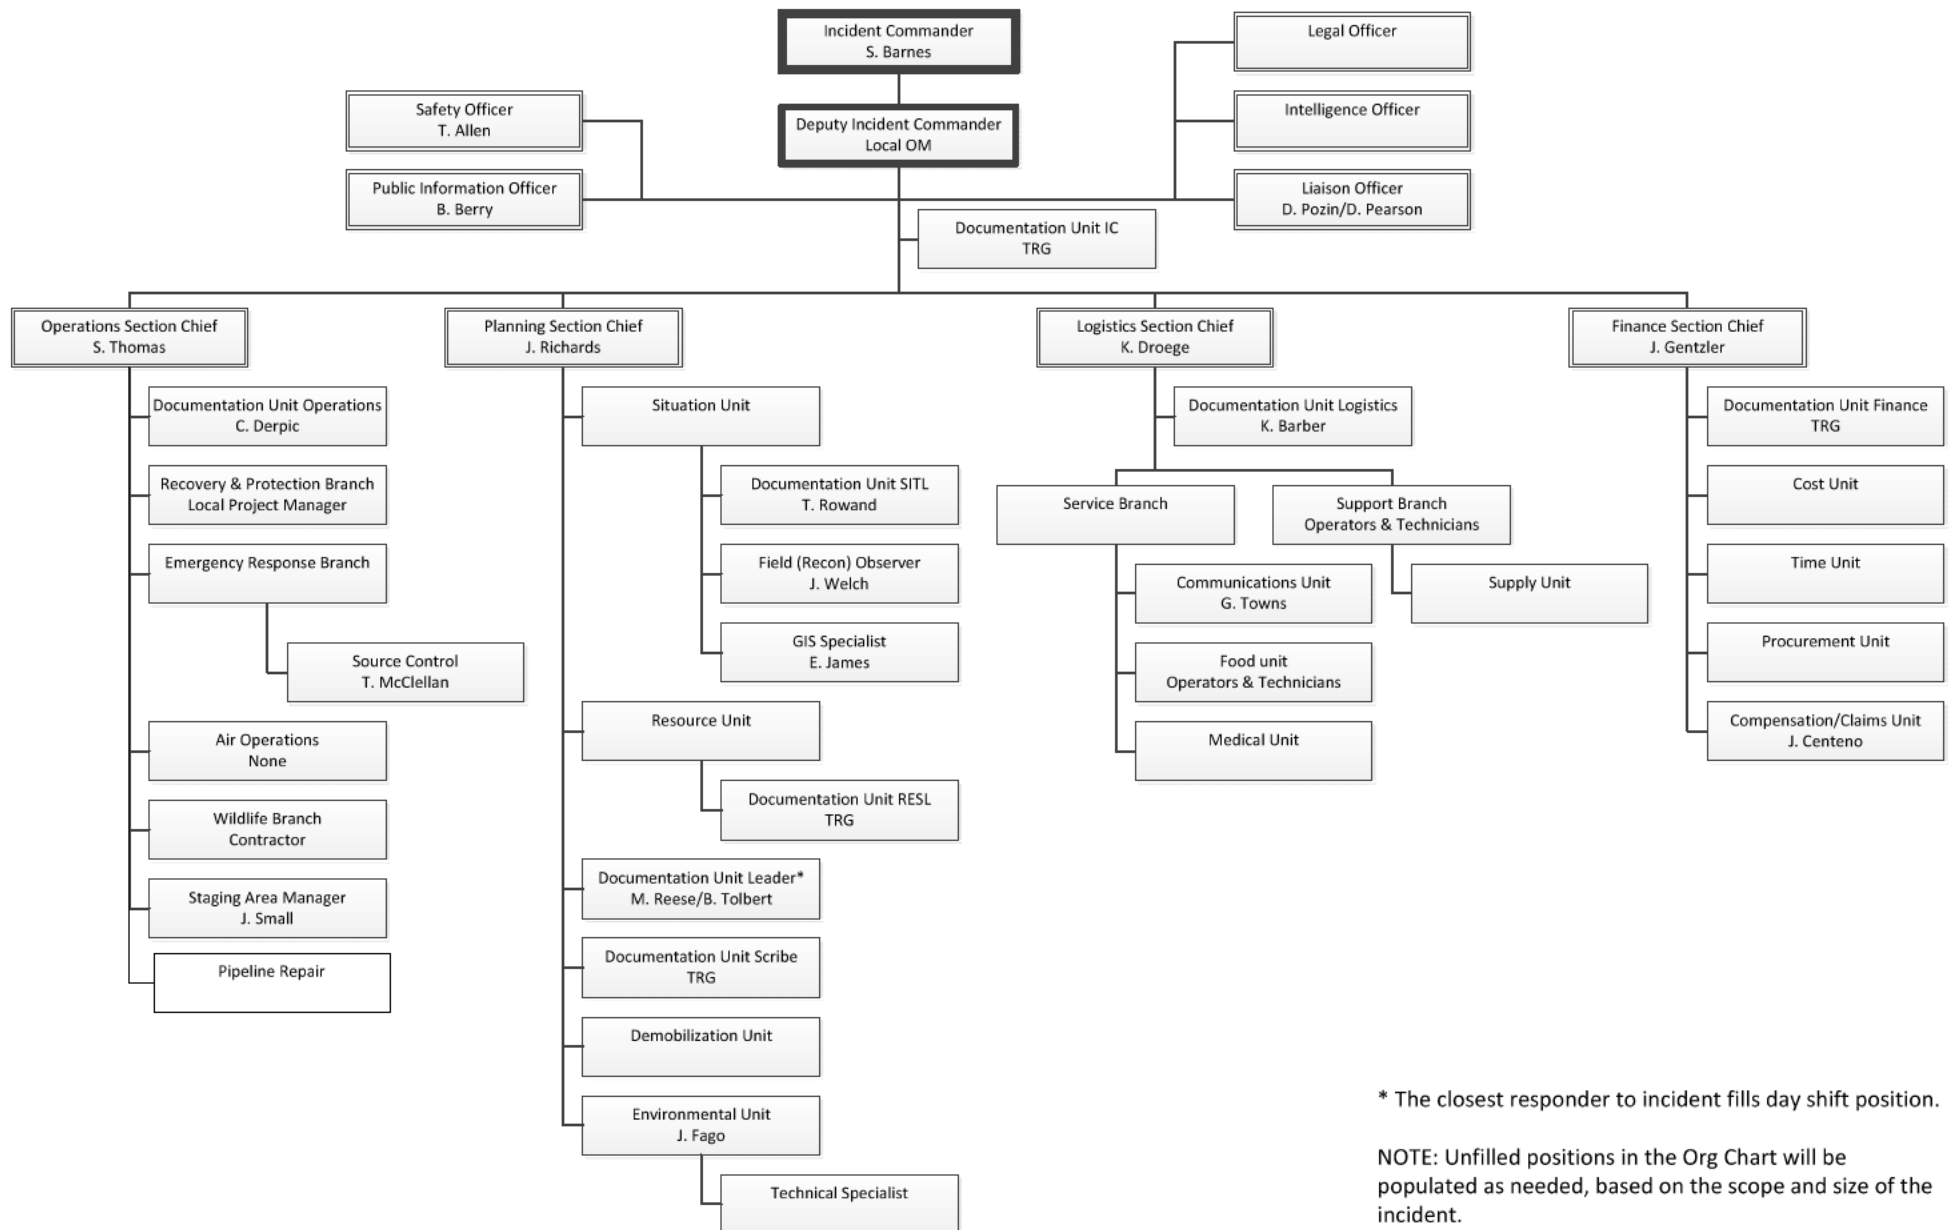 Incident Commander
S. Barnes
Legal Officer
Safety Officer
T. Allen
Deputy Incident Commander
Local OM
Intelligence Officer
Public Information Officer
B. Berry
Liaison Officer
D. Pozin/D. Pearson
Documentation Unit IC
TRG
Operations Section Chief
S. Thomas
Documentation Unit Operations
C. Derpic
Recovery & Protection Branch
Local Project Manager
Emergency Response Branch
Source Control
T. McClellan
Air Operations
None
Wildlife Branch
Contractor
Staging Area Manager
J. Small
Pipeline Repair
Planning Section Chief
J. Richards
Situation Unit
Documentation Unit SITL
T. Rowand
Field (Recon) Observer
J. Welch
GIS Specialist
E. James
Resource Unit
Documentation Unit RESL
TRG
Documentation Unit Leader*
M. Reese/B. Tolbert
Documentation Unit Scribe
TRG
Demobilization Unit
Environmental Unit
J. Fago
Technical Specialist
Logistics Section Chief
K. Droege
Documentation Unit Logistics
K. Barber
Service Branch
Communications Unit
G. Towns
Food unit
Operators & Technicians
Medical Unit
Support Branch
Operators & Technicians
Supply Unit
Finance Section Chief
J. Gentzler
Documentation Unit Finance
TRG
Cost Unit
Time Unit
Procurement Unit
Compensation/Claims Unit
J. Centeno
* The closest responder to incident fills day shift position.
NOTE: Unfilled positions in the Org Chart will be
populated as needed, based on the scope and size of the
incident.